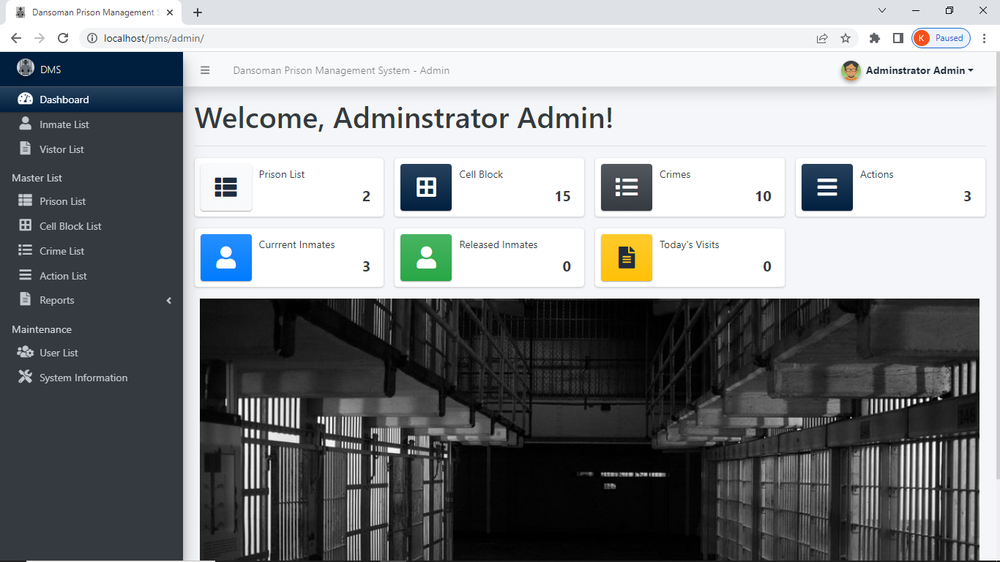 Dansoman Prison Management S
localhost/pms/admin/
K Paused
DMS
Dansoman Prison Management System - Admin
Adminstrator Admin
Dashboard
Inmate List
Vistor List
Master List
Prison List
Cell Block List
Crime List
Action List
Reports
Maintenance
User List
System Information
Welcome, Adminstrator Admin!
Prison List
2
Cell Block
15
Crimes
10
Actions
3
Currrent Inmates
3
Released Inmates
0
Today's Visits
0